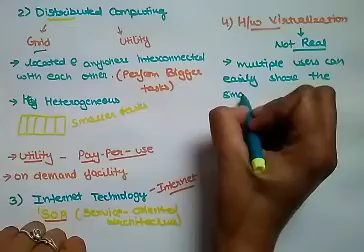 2) Distributed Computing
Grid
Utility
→ located @ anywhere interconnected
with each other. (Perform Bigger
tasks)
→ Heterogeneous
smaller tasks
→ Utility - Pay-Per-use
→ on demand facility
3) Internet Technology - Internet
SOA (Service-oriented
architecture)
4) H/w Virtualization
Not Real
→ multiple users can
easily share the
sing